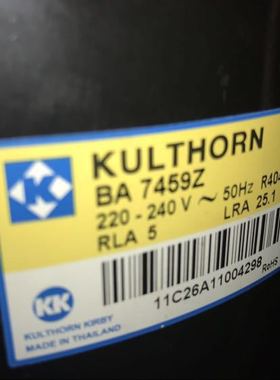 KULTHORN
BA 7459Z
220 - 240 V ~ 50Hz R404
RLA 5 LRA 25.1
RoHS
11C26A11004298
KK
KULTHORN KIRBY
MADE IN THAILAND